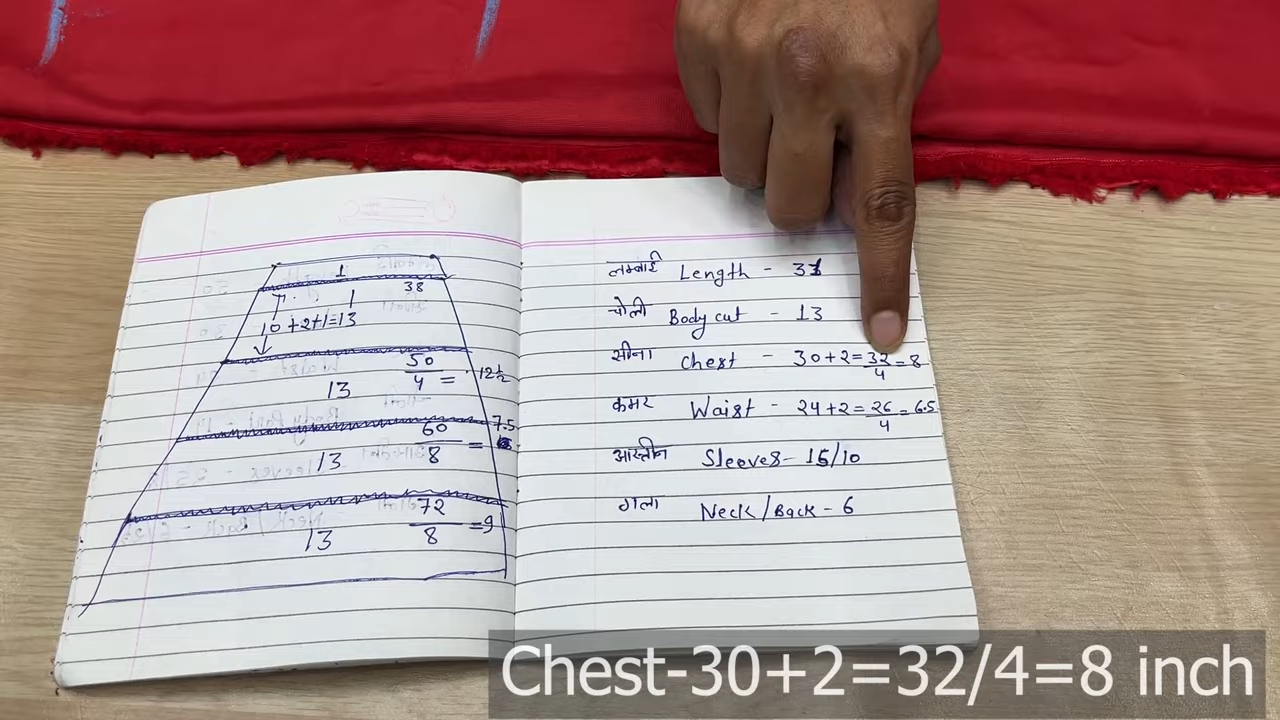 1
38
1
10+2+1=13
50/4 = 12½
13
7.5
60/8 =
13
72/8 =9
13
लम्बाई Length - 31
चोली Body cut - 13
सीना Chest - 30+2=32/4=8
कमर Waist - 24+2=26/4=6.5
आस्तीन Sleeves- 15/10
गला Neck/Back - 6
Chest-30+2=32/4=8 inch